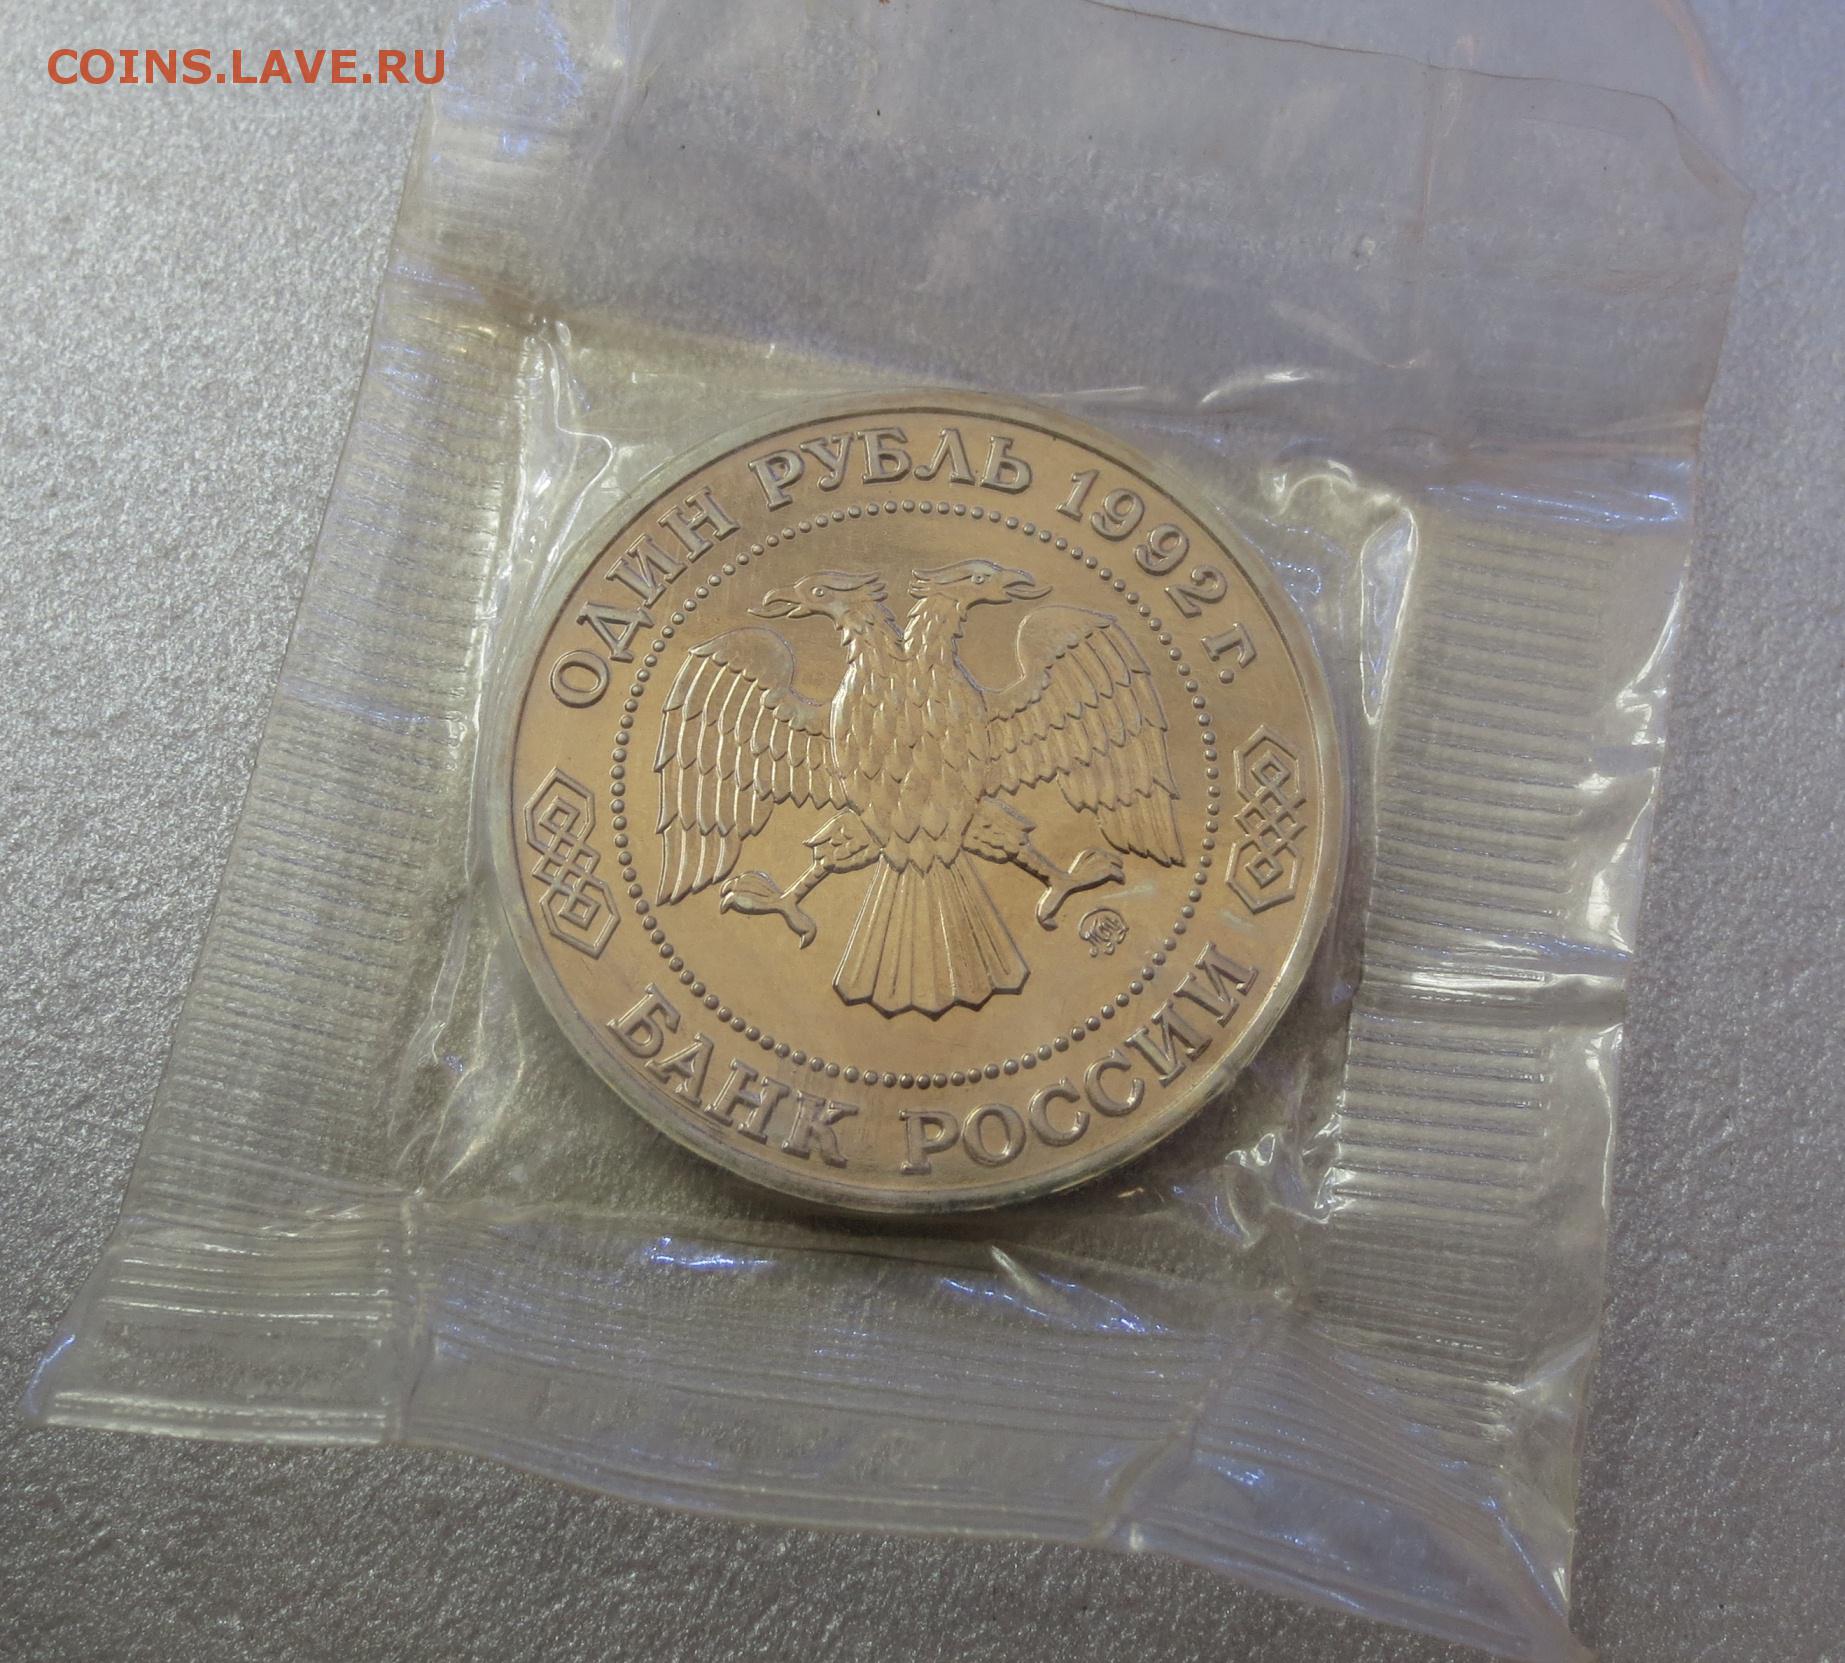 COINS.LAVE.RU
ОДИН РУБЛЬ 1992 г.
БАНК РОССИИ